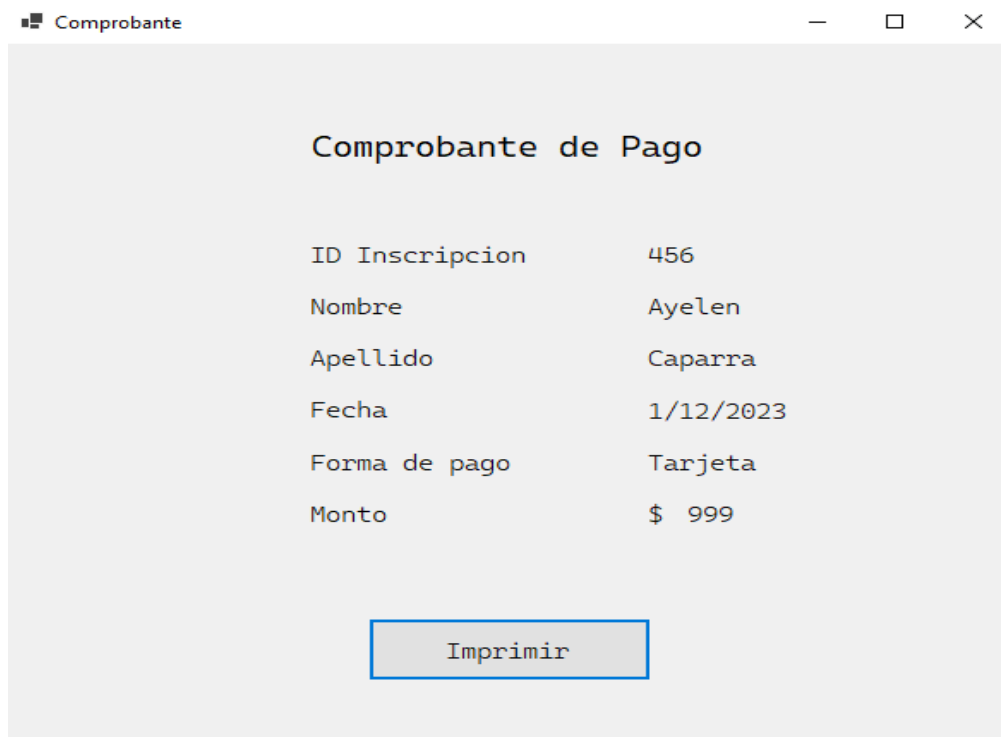 Comprobante
Comprobante de Pago
ID Inscripcion 456
Nombre Ayelen
Apellido Caparra
Fecha 1/12/2023
Forma de pago Tarjeta
Monto $ 999
Imprimir